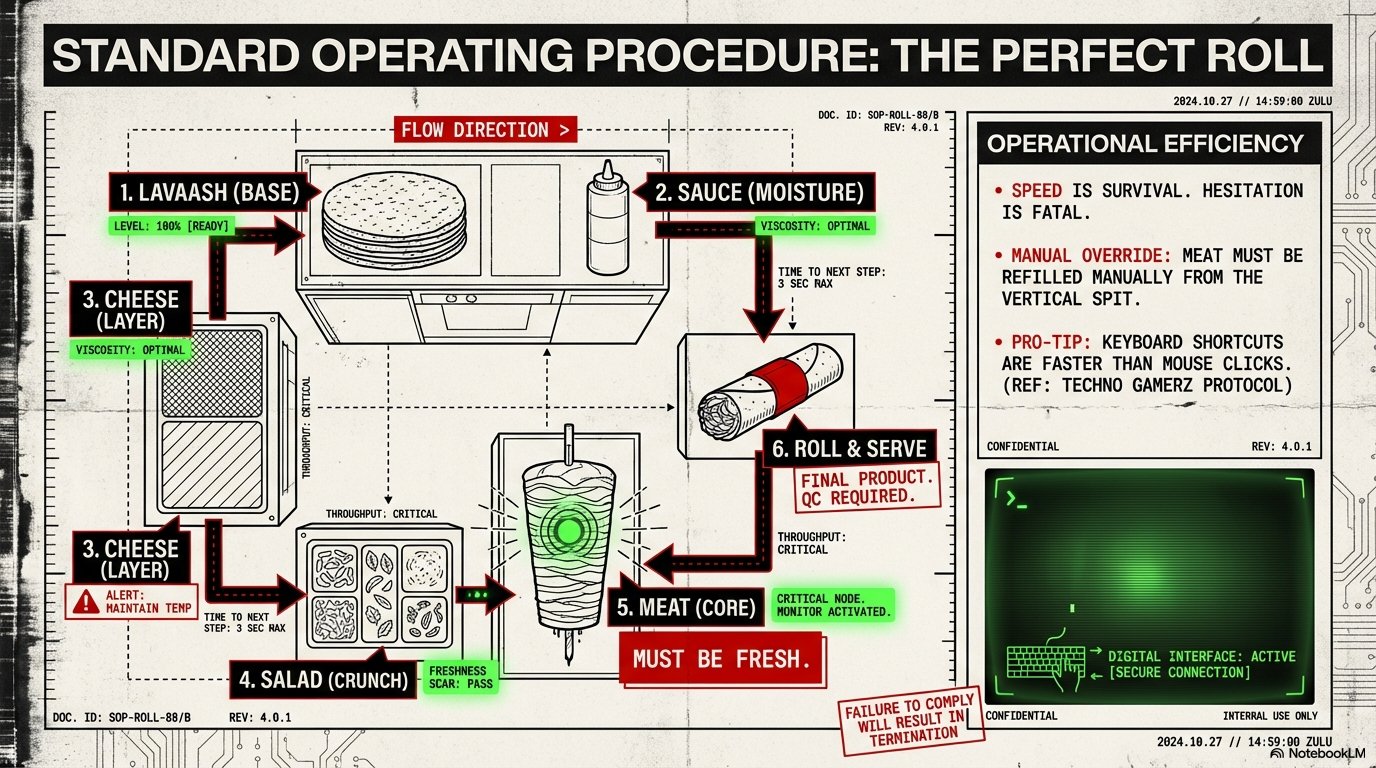 STANDARD OPERATING PROCEDURE: THE PERFECT ROLL
2024.10.27 // 14:59:00 ZULU
DOC. ID: SOP-ROLL-88/B
REV: 4.0.1
FLOW DIRECTION >
1. LAVAASH (BASE)
LEVEL: 100% [READY]
2. SAUCE (MOISTURE)
VISCOSITY: OPTIMAL
TIME TO NEXT STEP:
3 SEC MAX
3. CHEESE
(LAYER)
VISCOSEITY: OPTIMAL
THROUGHPUT: CRITICAL
3. CHEESE
(LAYER)
ALERT:
MAINTAIN TEMP
TIME TO NEXT
STEP: 3 SEC MAX
THROUGHPUT: CRITICAL
4. SALAD (CRUNCH)
FRESHNESS
SCAR: PASS
5. MEAT (CORE)
CRITICAL NODE.
MONITOR ACTIVATED.
MUST BE FRESH.
6. ROLL & SERVE
FINAL PRODUCT.
QC REQUIRED.
THROUGHPUT:
CRITICAL
DOC. ID: SOP-ROLL-88/B REV: 4.0.1
FAILURE TO COMPLY
WILL RESULT IN
TERMINATION
OPERATIONAL EFFICIENCY
• SPEED IS SURVIVAL. HESITATION
IS FATAL.
• MANUAL OVERRIDE: MEAT MUST BE
REFILLED MANUALLY FROM THE
VERTICAL SPIT.
• PRO-TIP: KEYBOARD SHORTCUTS
ARE FASTER THAN MOUSE CLICKS.
(REF: TECHNO GAMERZ PROTOCOL)
CONFIDENTIAL REV: 4.0.1
>_
DIGITAL INTERFACE: ACTIVE
[SECURE CONNECTION]
CONFIDENTIAL INTERRAL USE ONLY
2024.10.27 // 14:59:00 ZULU
NotebookLM